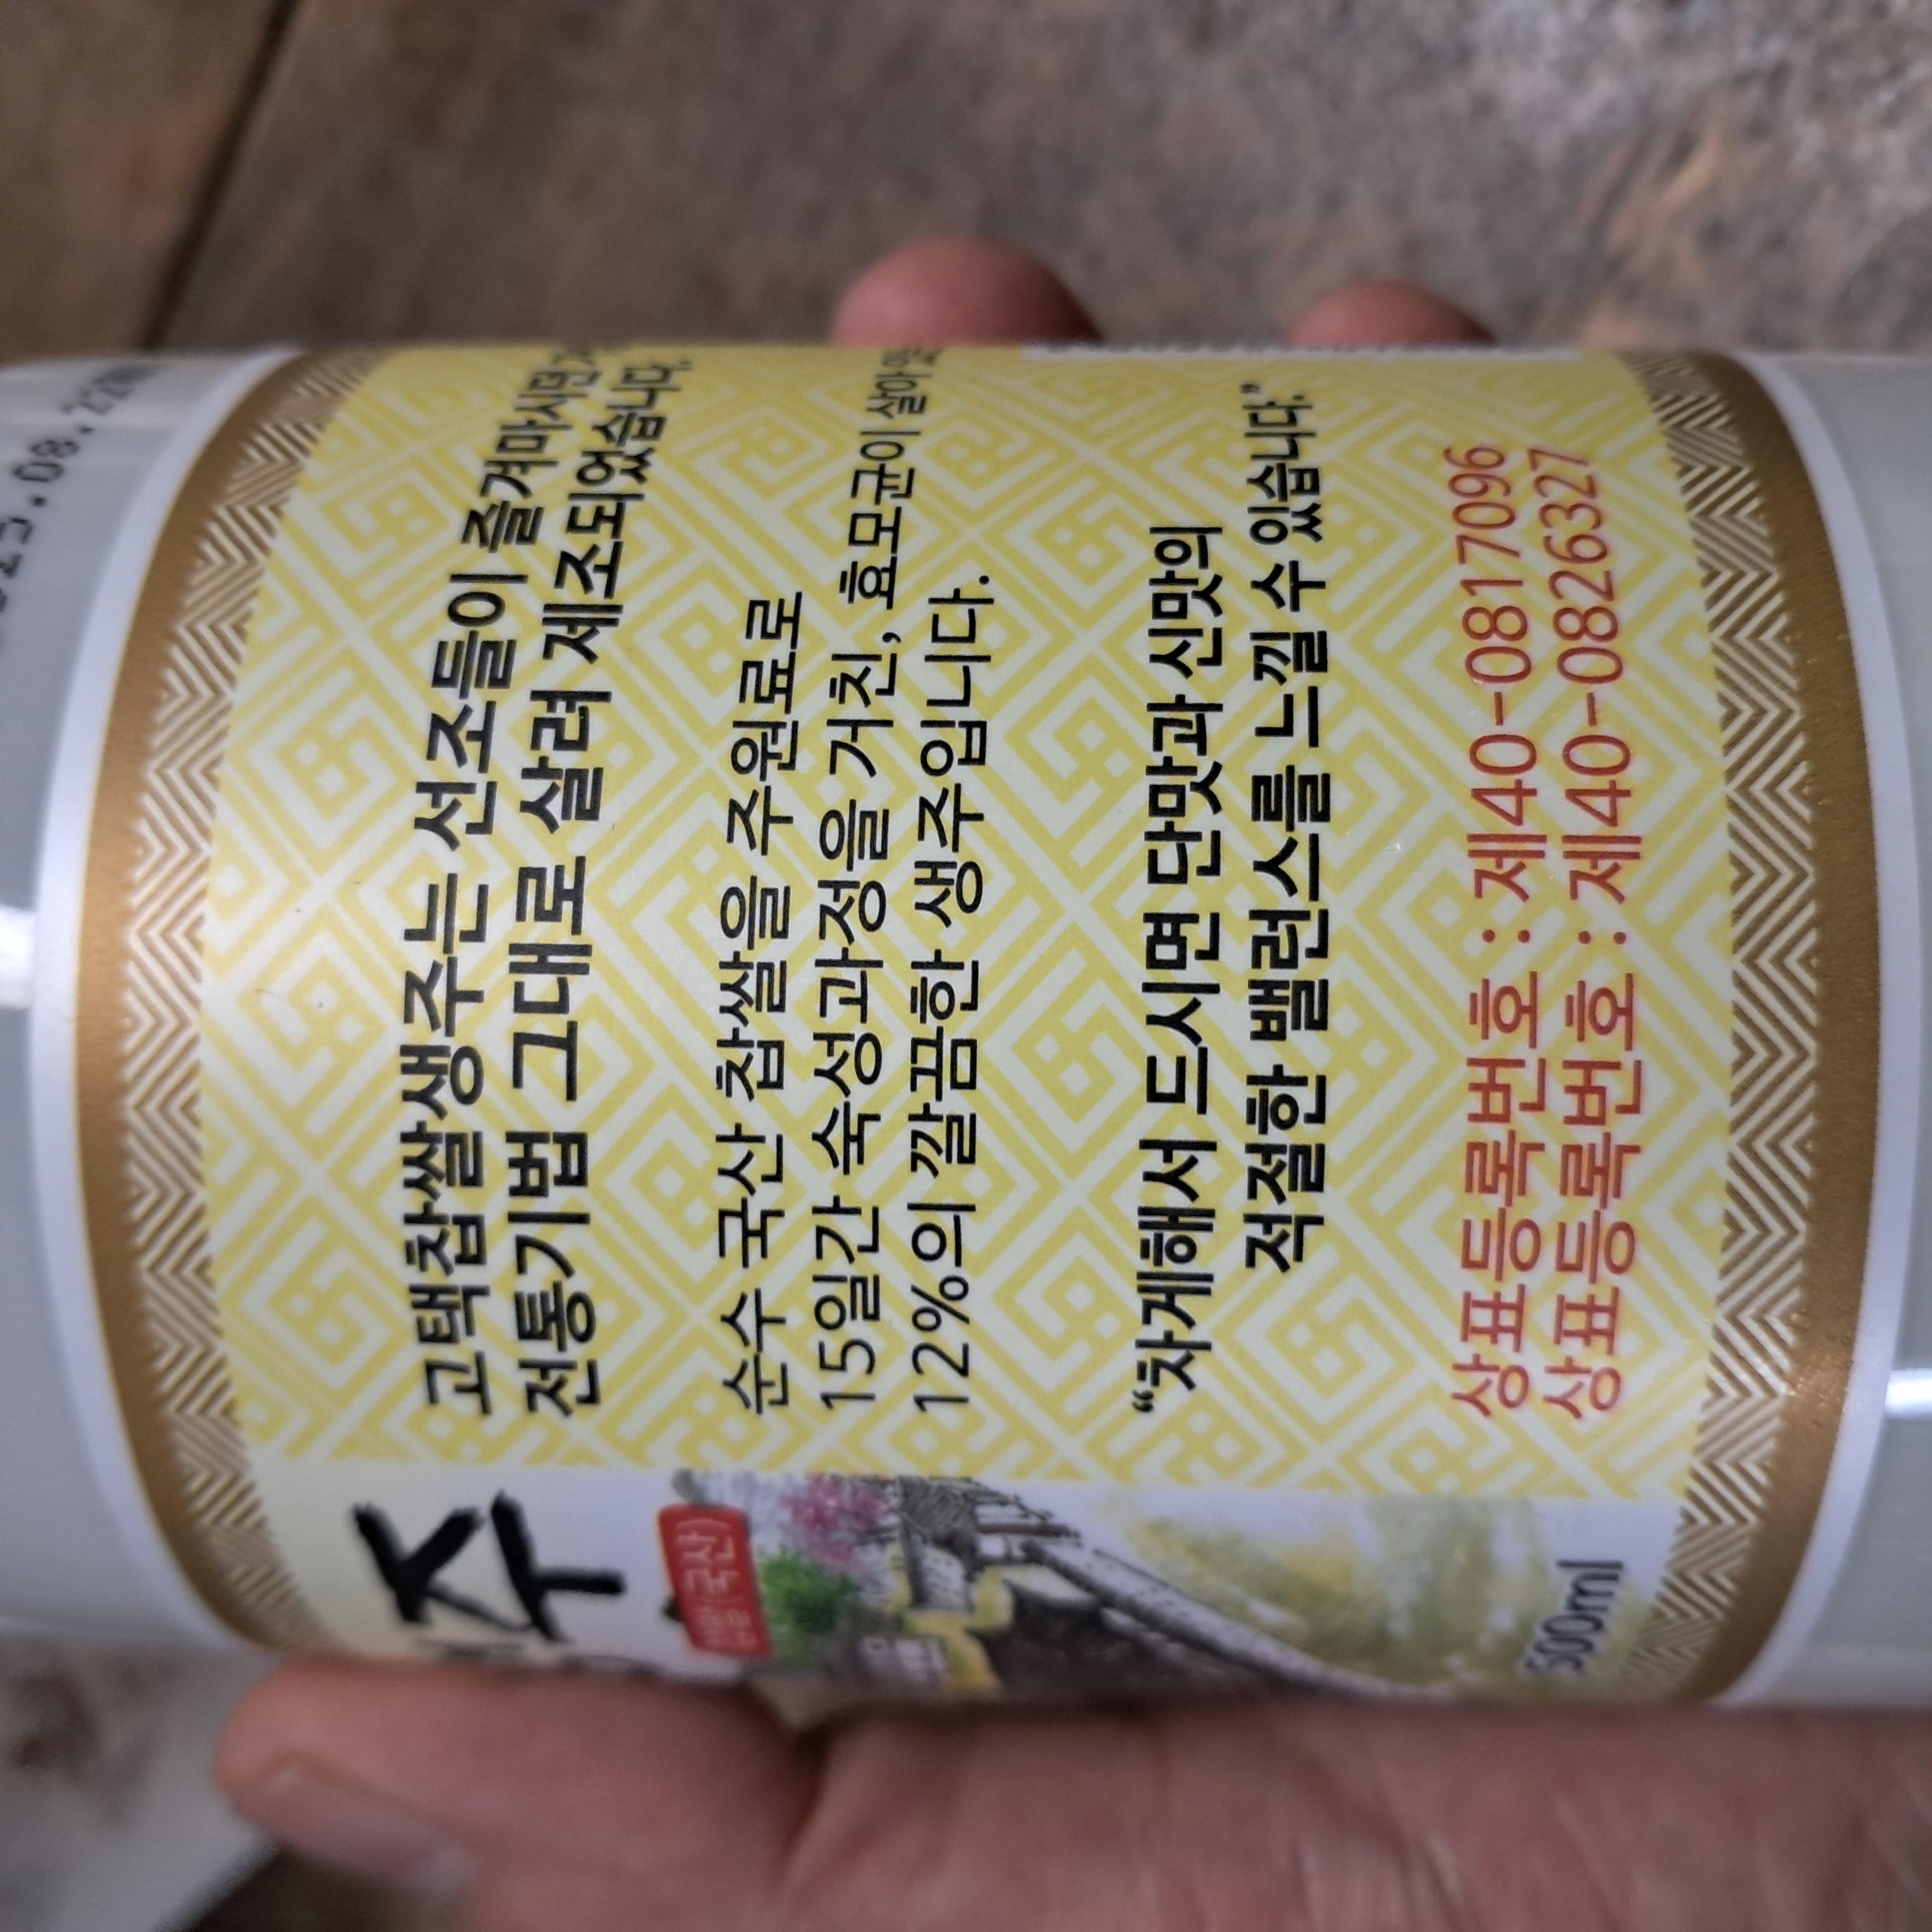 고택찹쌀생주는 선조들이 즐겨마시던
전통기법 그대로 살려 제조되었습니다.
순수 국산 찹쌀을 주원료로
15일간 숙성과정을 거친, 효모균이 살아
12%의 깔끔한 생주입니다.
“차게해서 드시면 단맛과 신맛의
적절한 밸런스를 느낄 수 있습니다.”
상표등록번호 : 제40-0817096
상표등록번호 : 제40-0826327
주
찹쌀(국산)
500ml